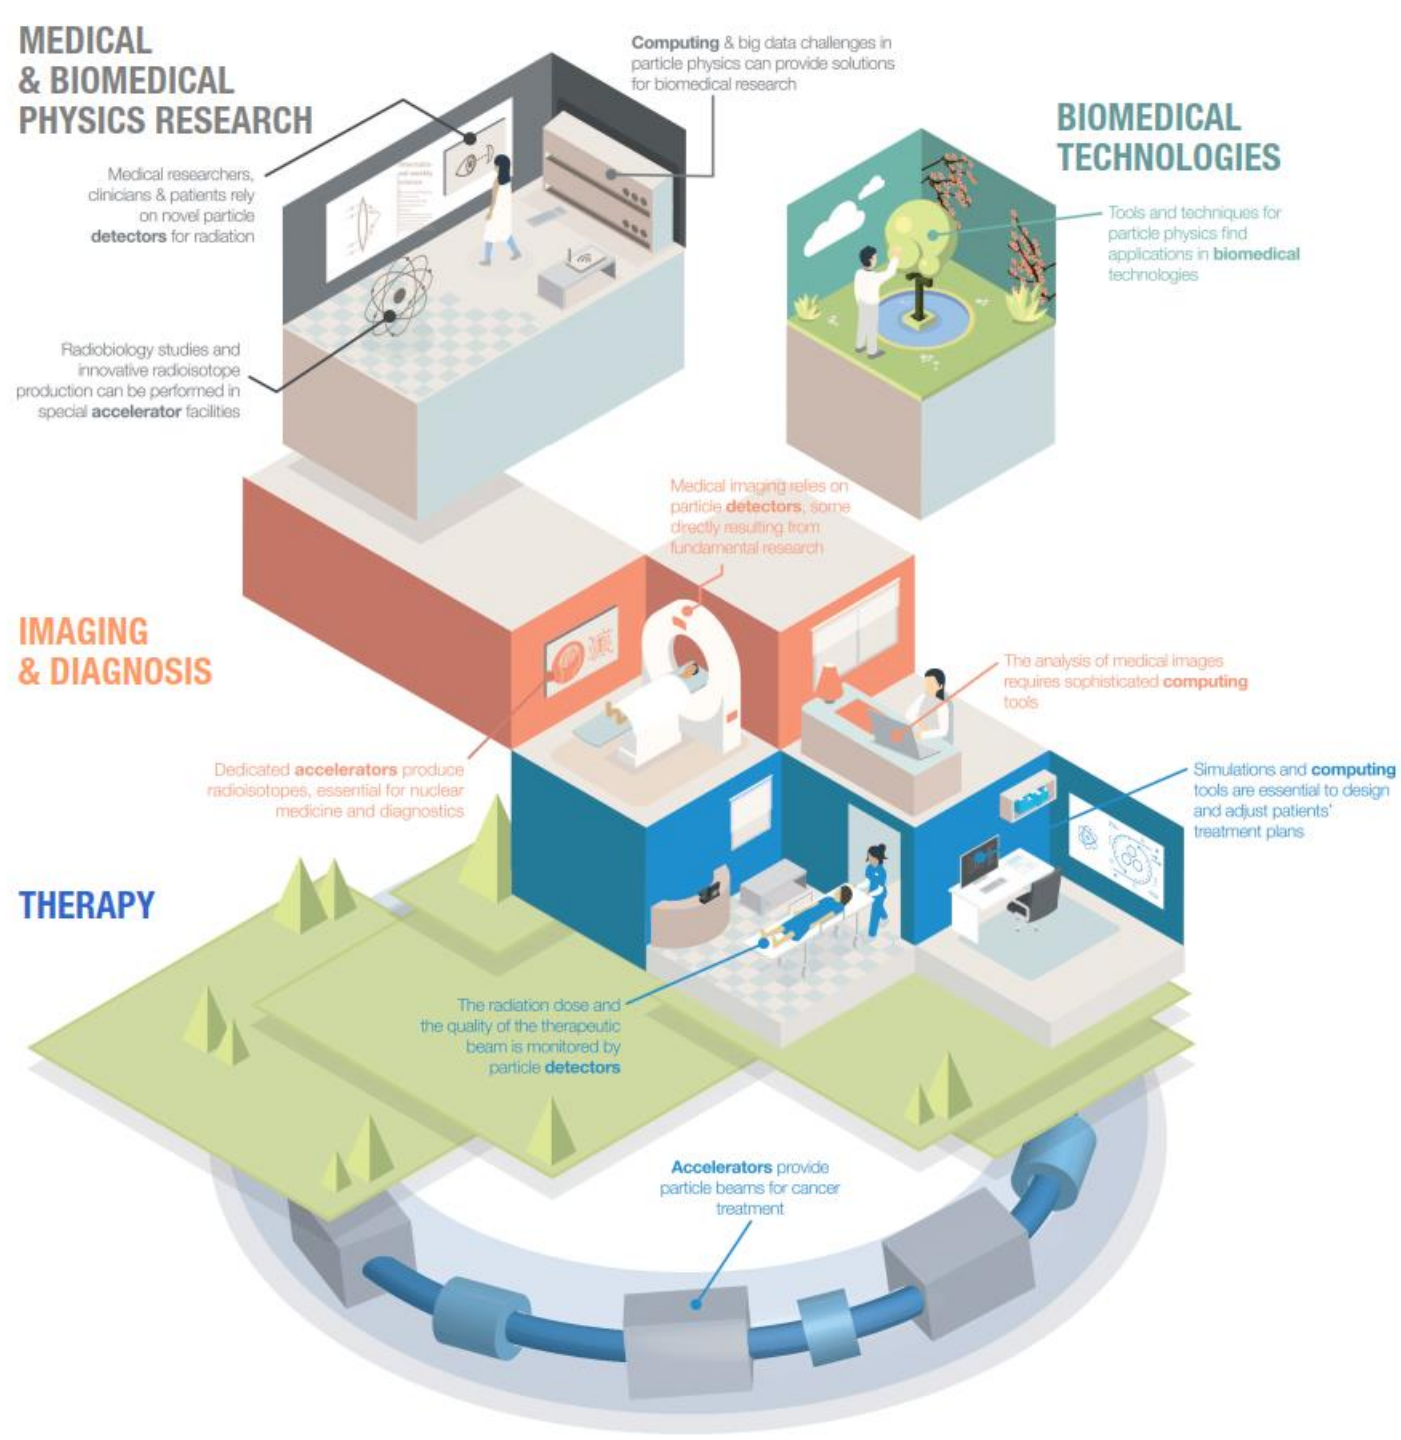 MEDICAL
& BIOMEDICAL
PHYSICS RESEARCH
Medical researchers,
clinicians & patients rely
on novel particle
detectors for radiation
Radiobiology studies and
innovative radioisotope
production can be performed in
special accelerator facilities
Computing & big data challenges in
particle physics can provide solutions
for biomedical research
BIOMEDICAL
TECHNOLOGIES
Tools and techniques for
particle physics find
applications in biomedical
technologies
IMAGING
& DIAGNOSIS
Medical imaging relies on
particle detectors, some
directly resulting from
fundamental research
The analysis of medical images
requires sophisticated computing
tools
Dedicated accelerators produce
radioisotopes, essential for nuclear
medicine and diagnostics
THERAPY
Simulations and computing
tools are essential to design
and adjust patients'
treatment plans
The radiation dose and
the quality of the therapeutic
beam is monitored by
particle detectors
Accelerators provide
particle beams for cancer
treatment